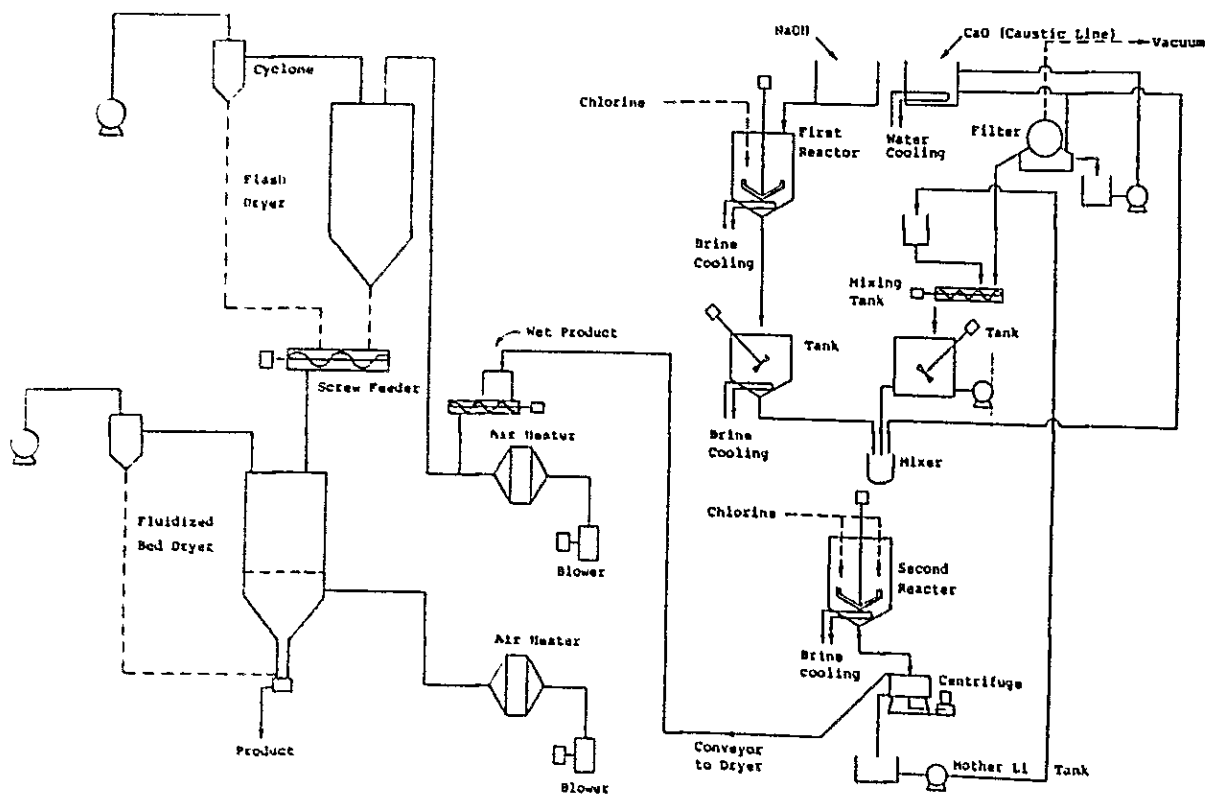 NaOH
CaO (Caustic Line)
Vacuum
Cyclone
Chlorine
First
Reactor
Water
Cooling
Filter
Flash
Dryer
Brine
Cooling
Mixing
Tank
Wet Product
Tank
Tank
Screw Feeder
Air Heater
Brine
Cooling
Mixer
Chlorine
Fluidized
Bed Dryer
Blower
Second
Reacter
Air Heater
Brine
cooling
Centrifuge
Product
Conveyor
to Dryer
Mother Li
Tank
Blower